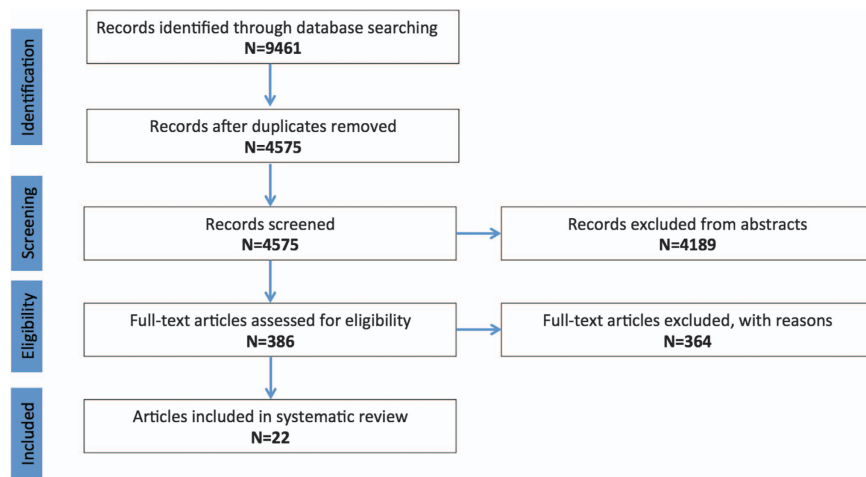 Identification
Records identified through database searching
N=9461
Records after duplicates removed
N=4575
Screening
Records screened
N=4575
Records excluded from abstracts
N=4189
Eligibility
Full-text articles assessed for eligibility
N=386
Full-text articles excluded, with reasons
N=364
Included
Articles included in systematic review
N=22